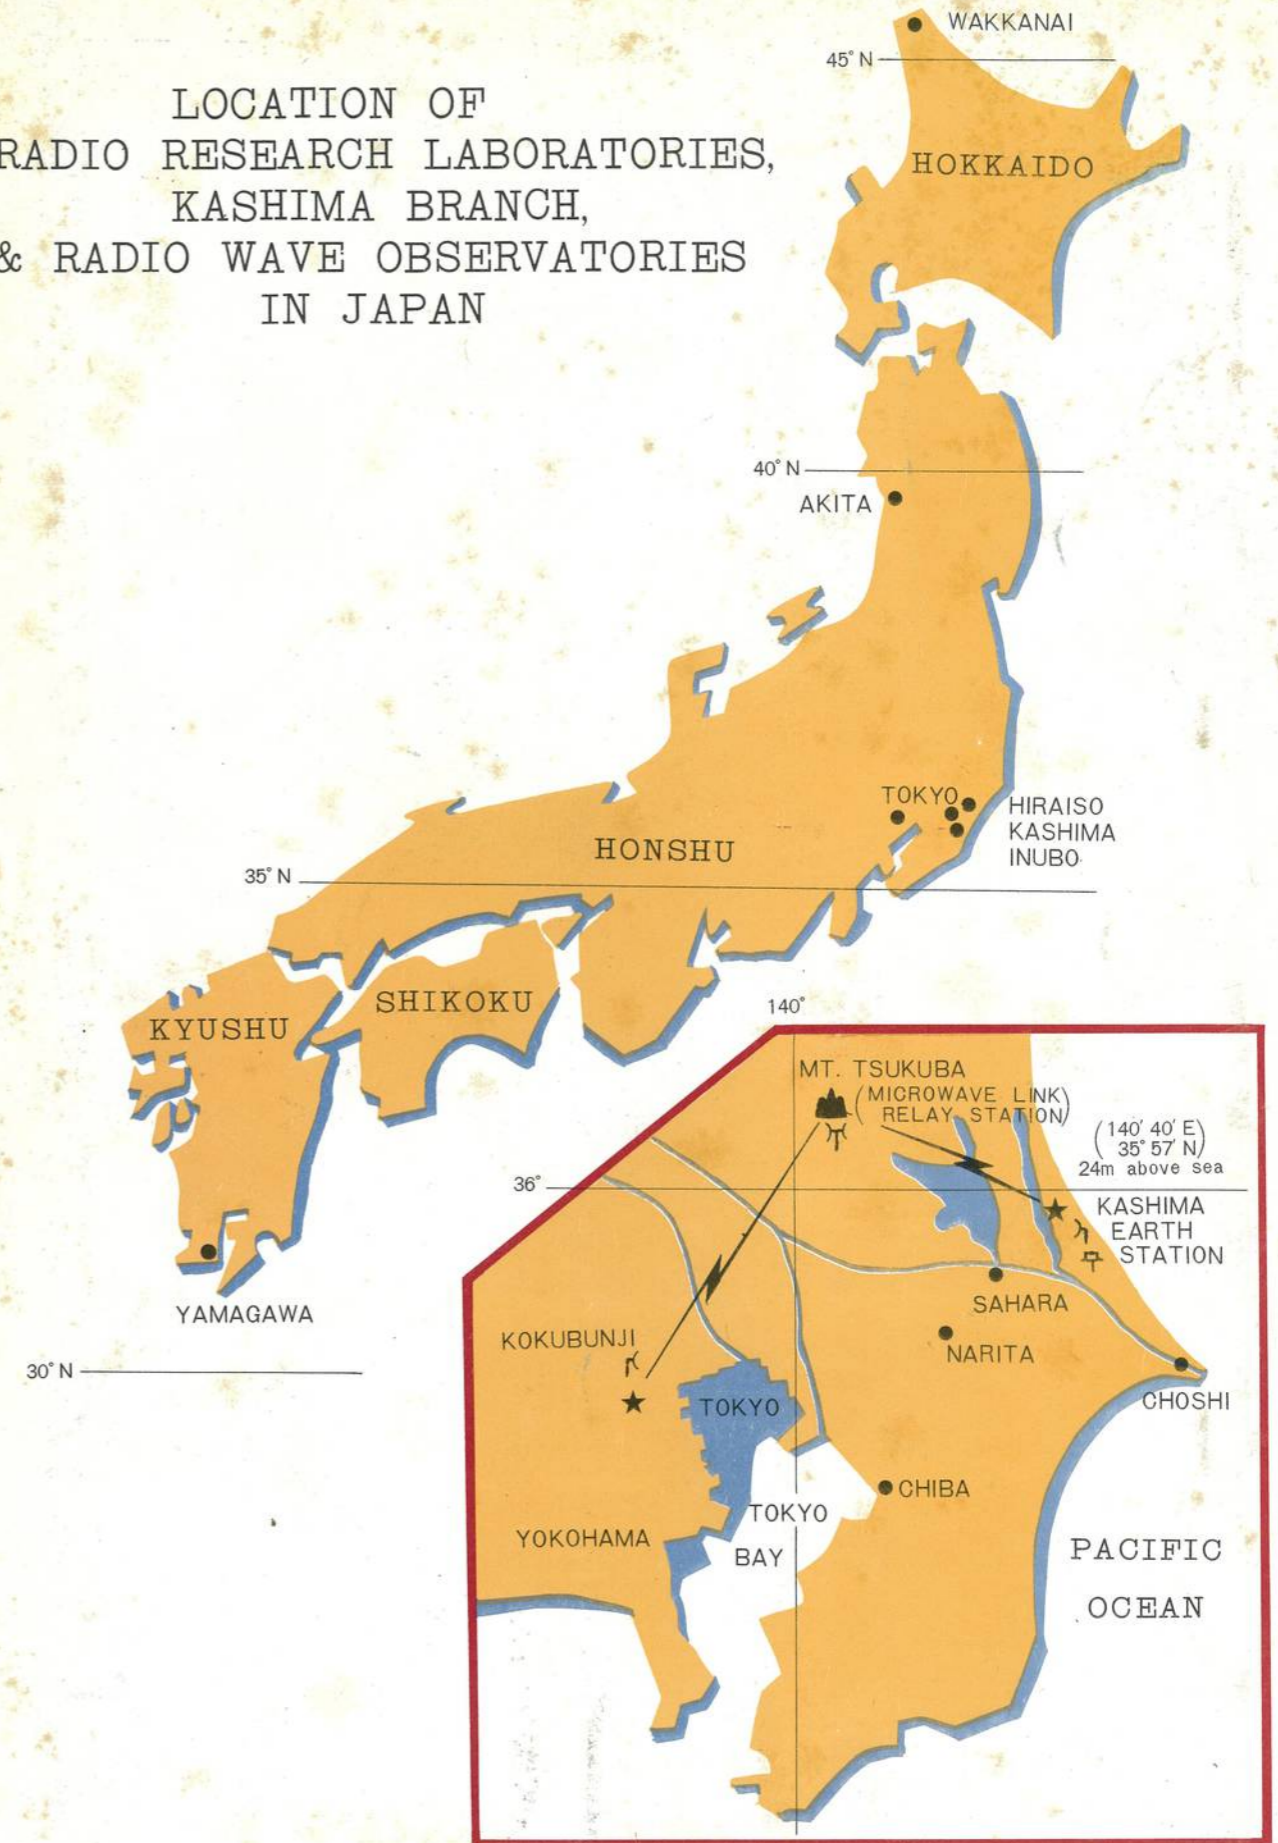 LOCATION OF
RADIO RESEARCH LABORATORIES,
KASHIMA BRANCH,
& RADIO WAVE OBSERVATORIES
IN JAPAN
WAKKANAI
45° N
HOKKAIDO
40° N
AKITA
TOKYO
HIRAISO
KASHIMA
INUBO
HONSHU
35° N
SHIKOKU
KYUSHU
YAMAGAWA
30° N
140°
MT. TSUKUBA
(MICROWAVE LINK
RELAY STATION)
(140′ 40′ E
35° 57′ N)
24m above sea
36°
KASHIMA
EARTH
STATION
SAHARA
NARITA
KOKUBUNJI
TOKYO
CHOSHI
CHIBA
TOKYO
BAY
YOKOHAMA
PACIFIC
OCEAN